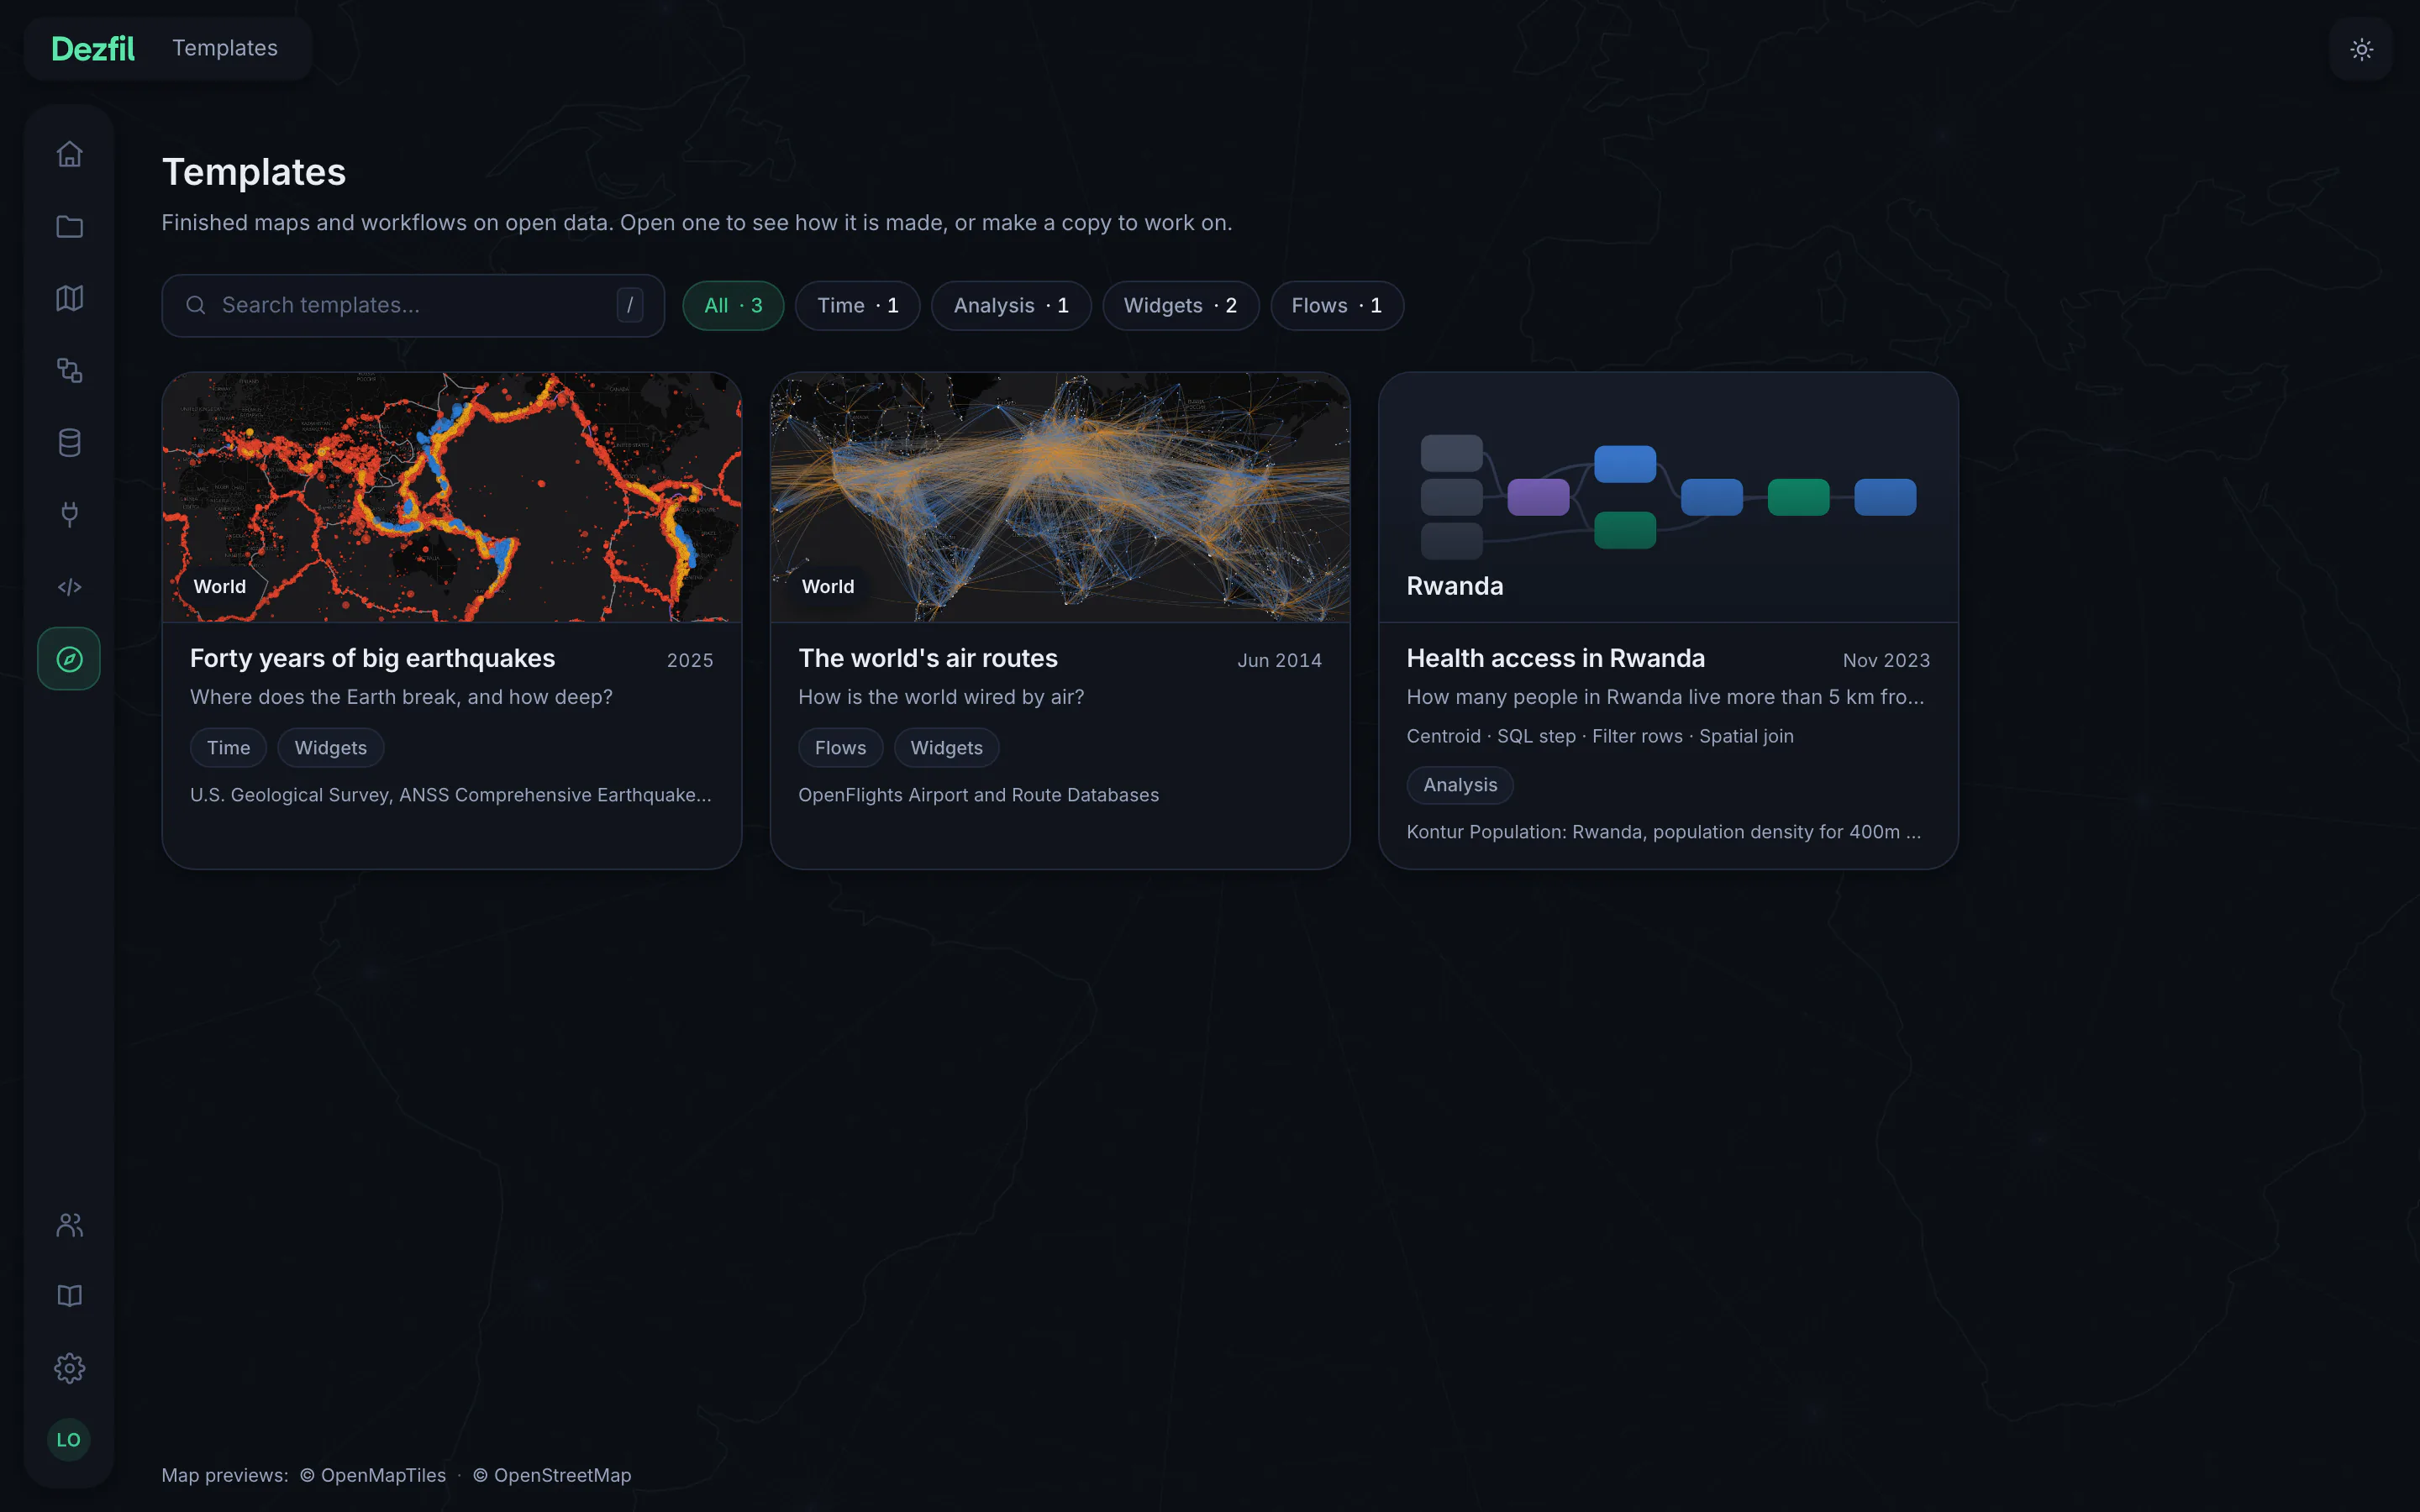 Dezfil Templates
Templates
Finished maps and workflows on open data. Open one to see how it is made, or make a copy to work on.
Search templates... /
All · 3
Time · 1
Analysis · 1
Widgets · 2
Flows · 1
World
Forty years of big earthquakes 2025
Where does the Earth break, and how deep?
Time Widgets
U.S. Geological Survey, ANSS Comprehensive Earthquake...
World
The world's air routes Jun 2014
How is the world wired by air?
Flows Widgets
OpenFlights Airport and Route Databases
Rwanda
Health access in Rwanda Nov 2023
How many people in Rwanda live more than 5 km fro...
Centroid · SQL step · Filter rows · Spatial join
Analysis
Kontur Population: Rwanda, population density for 400m ...
LO
Map previews: © OpenMapTiles · © OpenStreetMap